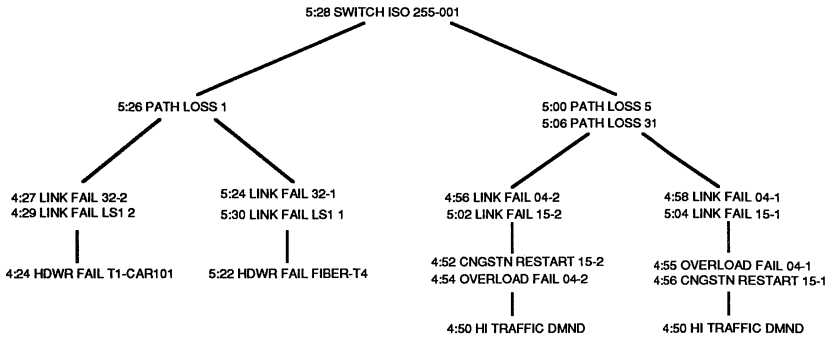 5:28 SWITCH ISO 255-001
5:26 PATH LOSS 1
5:00 PATH LOSS 5
5:06 PATH LOSS 31
4:27 LINK FAIL 32-2
4:29 LINK FAIL LS1 2
5:24 LINK FAIL 32-1
5:30 LINK FAIL LS1 1
4:56 LINK FAIL 04-2
5:02 LINK FAIL 15-2
4:58 LINK FAIL 04-1
5:04 LINK FAIL 15-1
4:24 HDWR FAIL T1-CAR101
5:22 HDWR FAIL FIBER-T4
4:52 CNGSTN RESTART 15-2
4:54 OVERLOAD FAIL 04-2
4:55 OVERLOAD FAIL 04-1
4:56 CNGSTN RESTART 15-1
4:50 HI TRAFFIC DMND
4:50 HI TRAFFIC DMND